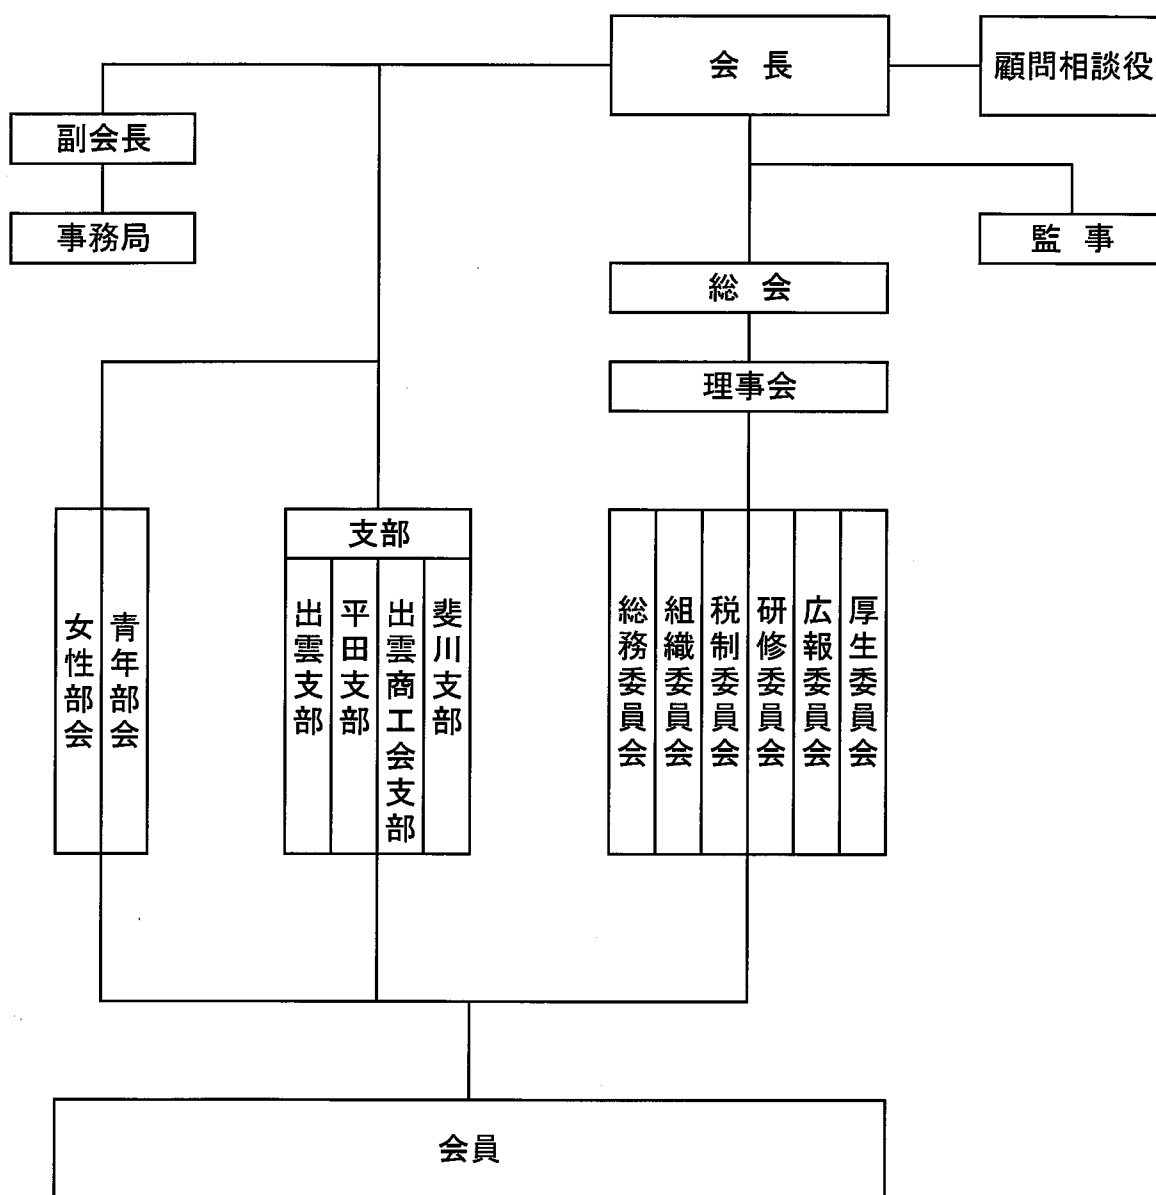 会長
顧問相談役
副会長
事務局
監事
総会
理事会
女性部会
青年部会
支部
出雲支部
平田支部
出雲商工会支部
斐川支部
総務委員会
組織委員会
税制委員会
研修委員会
広報委員会
厚生委員会
会員